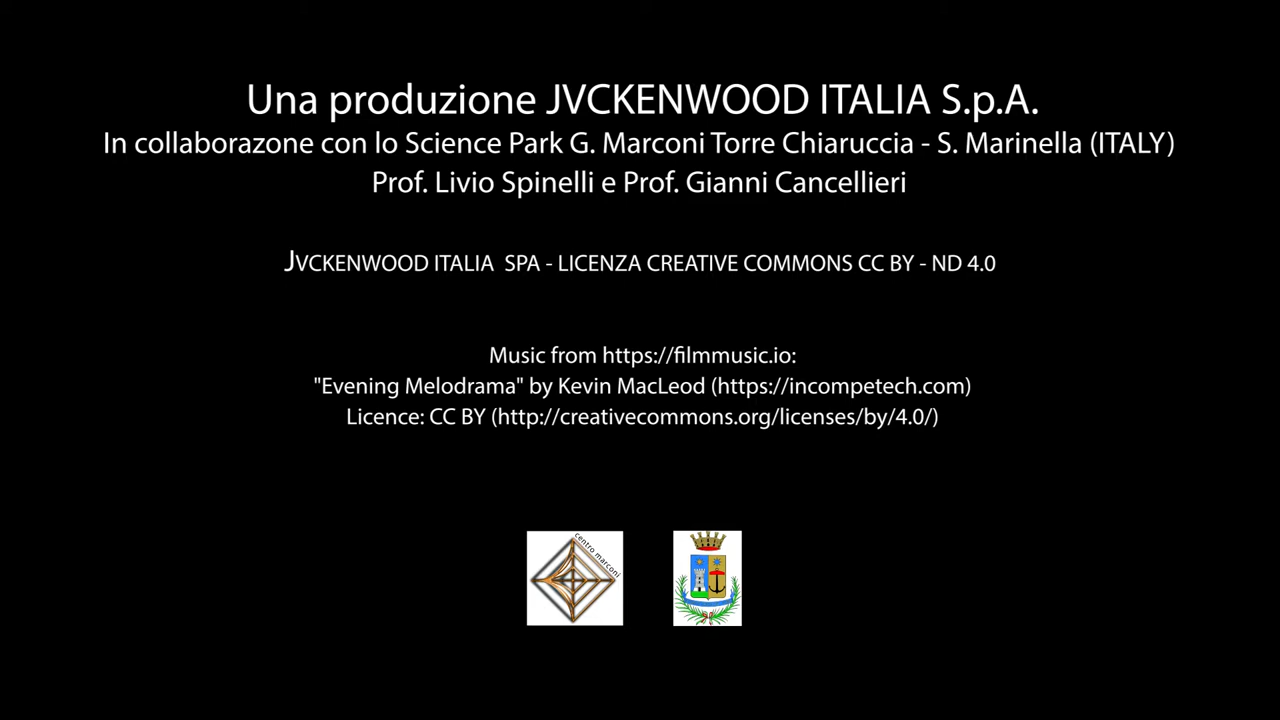 Una produzione JVCKENWOOD ITALIA S.p.A.
In collaborazone con lo Science Park G. Marconi Torre Chiaruccia - S. Marinella (ITALY)
Prof. Livio Spinelli e Prof. Gianni Cancellieri
JVCKENWOOD ITALIA SPA - LICENZA CREATIVE COMMONS CC BY - ND 4.0
Music from https://filmmusic.io:
"Evening Melodrama" by Kevin MacLeod (https://incompetech.com)
Licence: CC BY (http://creativecommons.org/licenses/by/4.0/)
centro marconi